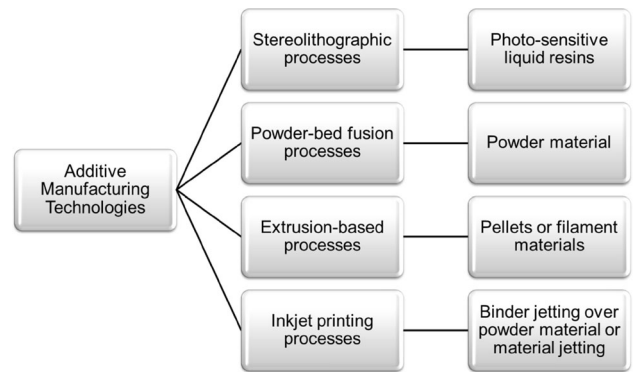 Additive
Manufacturing
Technologies
Stereolithographic
processes
Photo-sensitive
liquid resins
Powder-bed fusion
processes
Powder material
Extrusion-based
processes
Pellets or filament
materials
Inkjet printing
processes
Binder jetting over
powder material or
material jetting